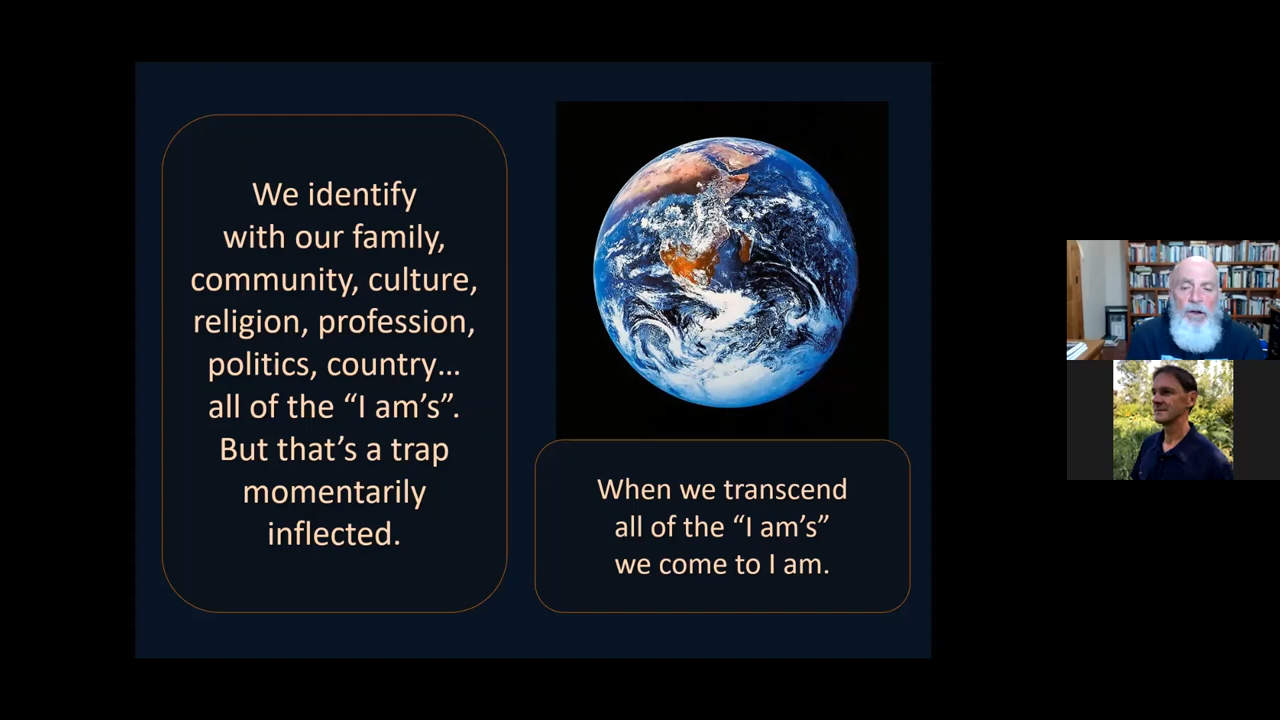 We identify
with our family,
community, culture,
religion, profession,
politics, country…
all of the “I am’s”.
But that’s a trap
momentarily
inflected.
When we transcend
all of the “I am’s”
we come to I am.